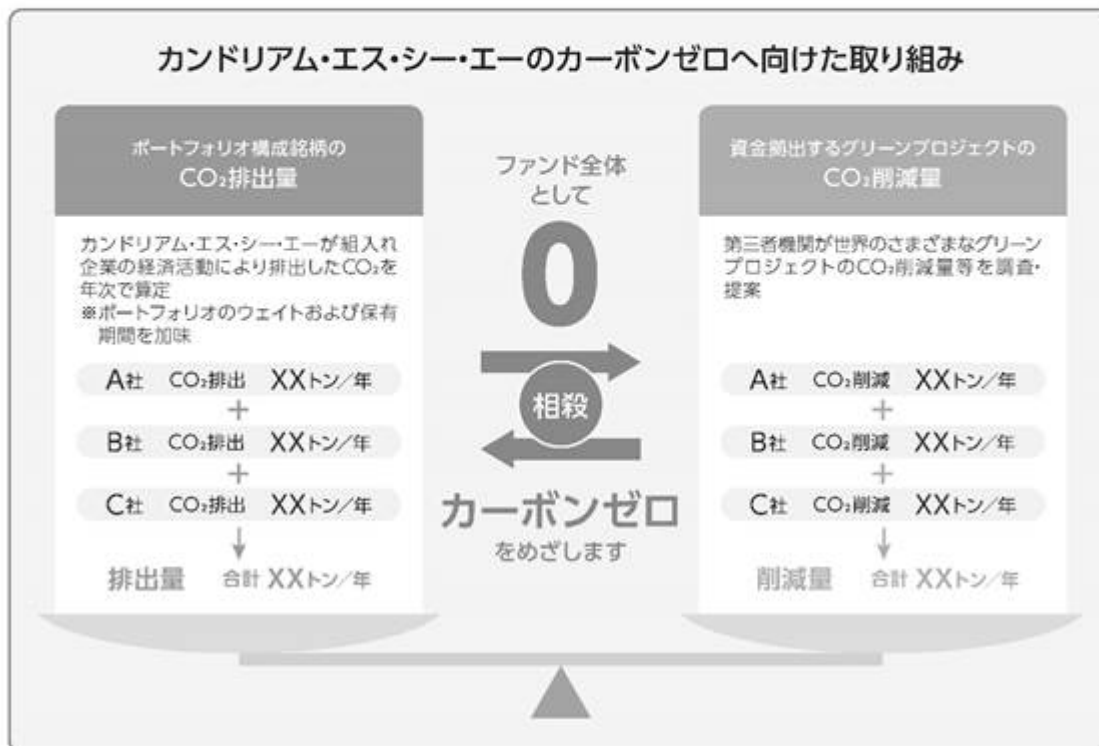 カンドリアム・エス・シー・エーのカーボンゼロへ向けた取り組み
ポートフォリオ構成銘柄の
CO₂排出量
カンドリアム・エス・シー・エーが組入れ
企業の経済活動により排出したCO₂を
年次で算定
※ポートフォリオのウェイトおよび保有
期間を加味
A社 CO₂排出 XXトン/年
+
B社 CO₂排出 XXトン/年
+
C社 CO₂排出 XXトン/年
↓
排出量 合計 XXトン/年
ファンド全体
として
0
相殺
カーボンゼロ
をめざします
資金拠出するグリーンプロジェクトの
CO₂削減量
第三者機関が世界のさまざまなグリーン
プロジェクトのCO₂削減量等を調査・
提案
A社 CO₂削減 XXトン/年
+
B社 CO₂削減 XXトン/年
+
C社 CO₂削減 XXトン/年
↓
削減量 合計 XXトン/年